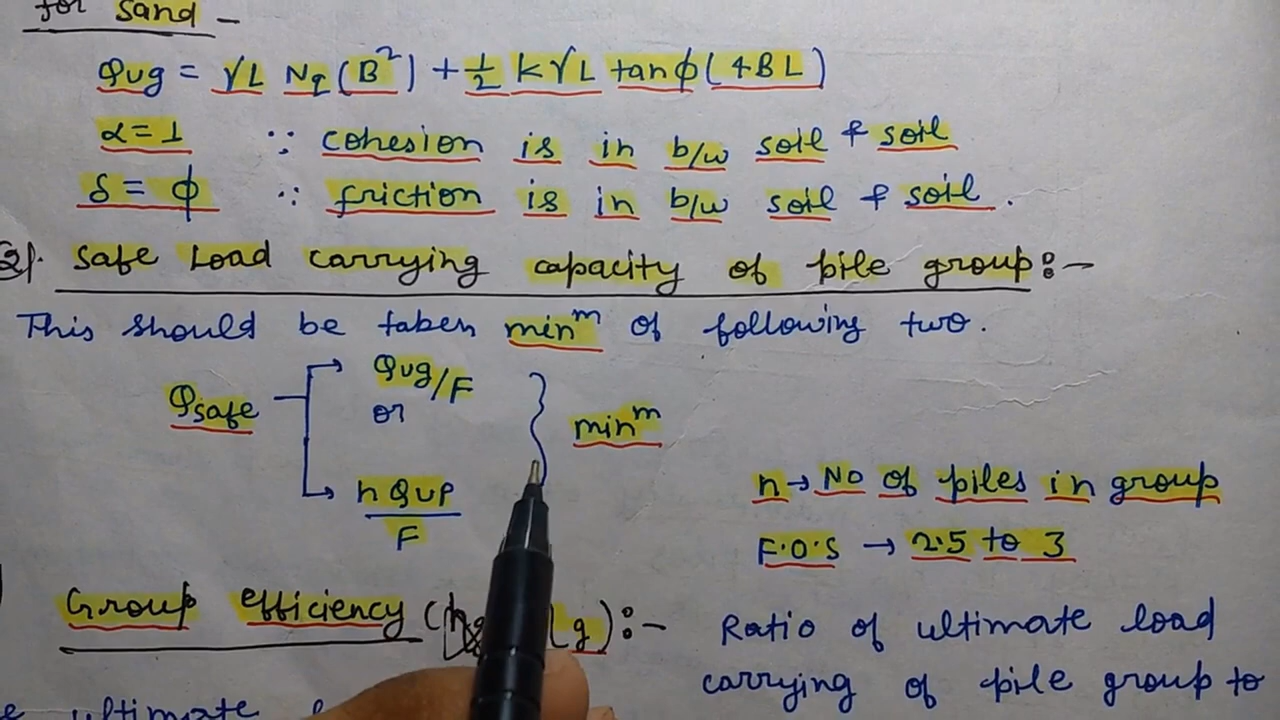 for Sand -
Qug = γL Nq (B²) + 1/2 KγL tanϕ (4BL)
α = 1 ∵ cohesion is in b/w soil & soil
δ = ϕ ∵ friction is in b/w soil & soil.
2). Safe Load carrying capacity of pile group:-
This should be taken minᵐ of following two.
Qsafe
Qug/F
or
nQup/F
minᵐ
n → No of piles in group
F.O.S → 2.5 to 3
Group efficiency ( g):- Ratio of ultimate load
carrying of pile group to
ultimate